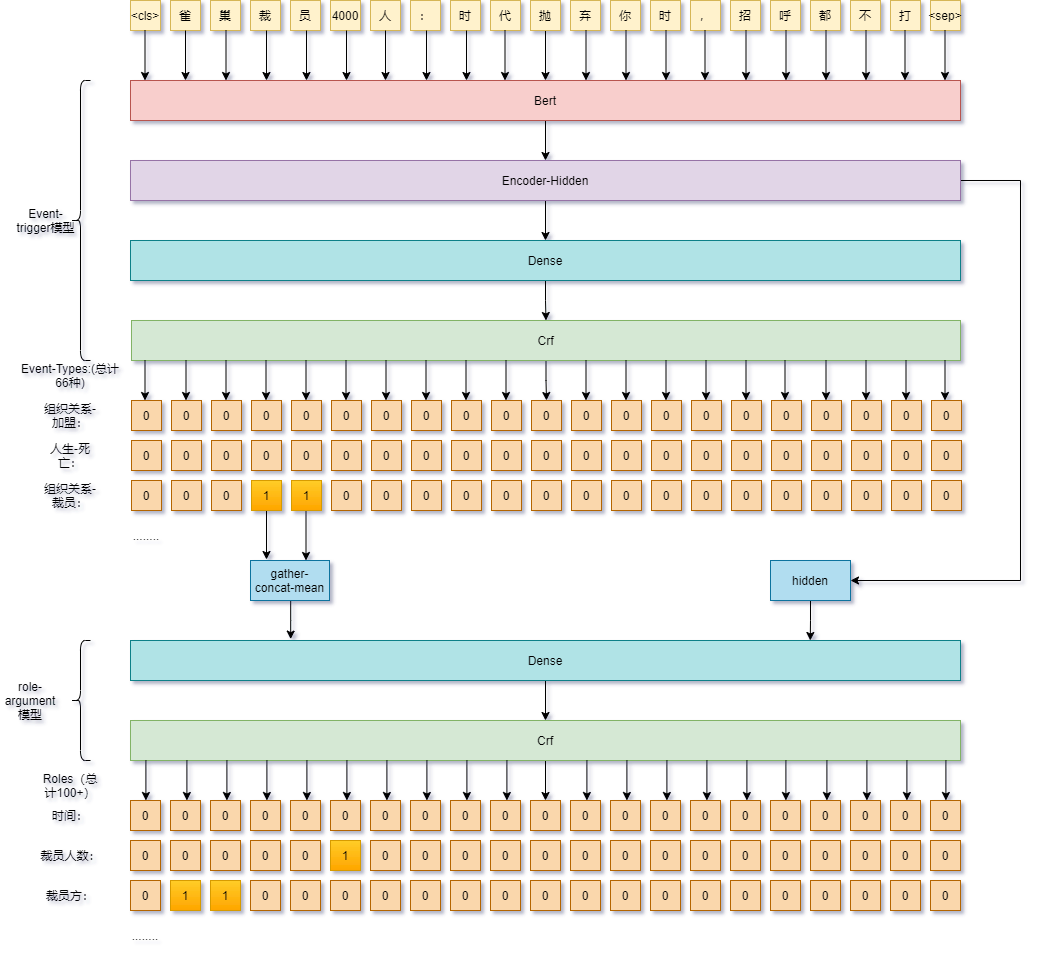 <cls> 雀 巢 裁 员 4000 人 : 时 代 抛 弃 你 时 , 招 呼 都 不 打 <sep>
Bert
Encoder-Hidden
Event-
trigger模型
Dense
Crf
Event-Types:(总计
66种)
组织关系-
加盟:
0 0 0 0 0 0 0 0 0 0 0 0 0 0 0 0 0 0 0 0 0
人生-死
亡:
0 0 0 0 0 0 0 0 0 0 0 0 0 0 0 0 0 0 0 0 0
组织关系-
裁员:
0 0 0 1 1 0 0 0 0 0 0 0 0 0 0 0 0 0 0 0 0
........
gather-
concat-mean
hidden
Dense
role-
argument
模型
Crf
Roles（总
计100+）
时间:
0 0 0 0 0 0 0 0 0 0 0 0 0 0 0 0 0 0 0 0 0
裁员人数:
0 0 0 0 0 1 0 0 0 0 0 0 0 0 0 0 0 0 0 0 0
裁员方:
0 1 1 0 0 0 0 0 0 0 0 0 0 0 0 0 0 0 0 0 0
........